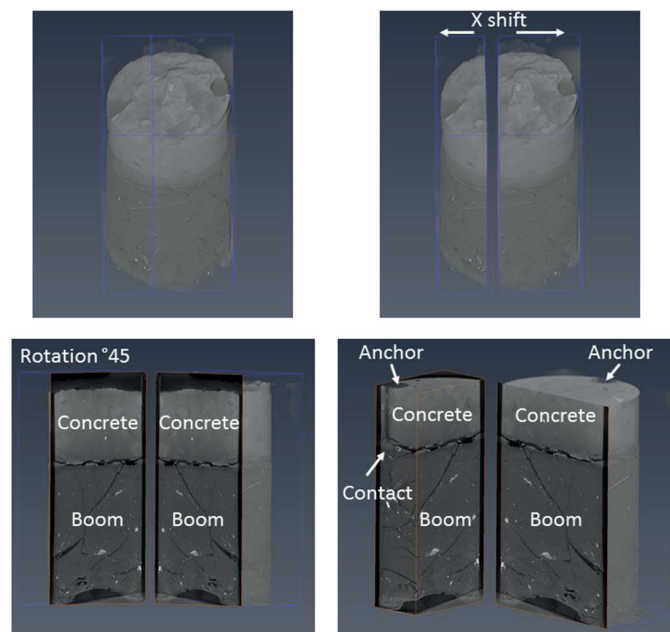 X shift
Rotation °45
Concrete
Concrete
Boom
Boom
Anchor
Anchor
Concrete
Concrete
Contact
Boom
Boom